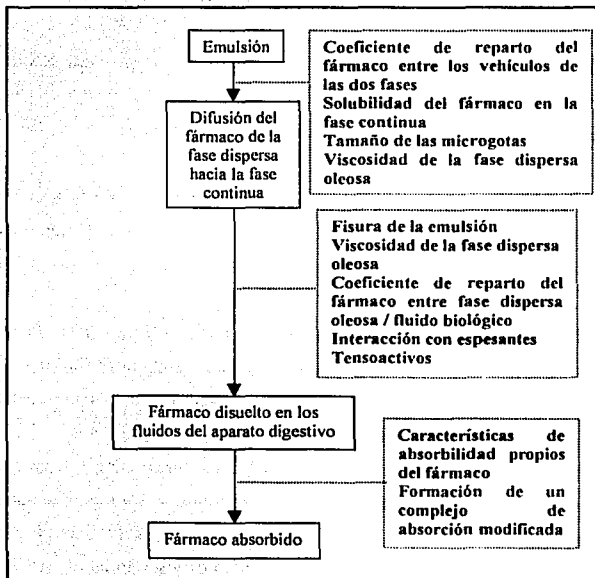 Emulsión
Coeficiente de reparto del
fármaco entre los vehículos de
las dos fases
Solubilidad del fármaco en la
fase continua
Tamaño de las microgotas
Viscosidad de la fase dispersa
oleosa
Difusión del
fármaco de la
fase dispersa
hacia la fase
continua
Fisura de la emulsión
Viscosidad de la fase dispersa
oleosa
Coeficiente de reparto del
fármaco entre fase dispersa
oleosa / fluido biológico
Interacción con espesantes
Tensoactivos
Fármaco disuelto en los
fluidos del aparato digestivo
Características de
absorbilidad propios
del fármaco
Formación de un
complejo de
absorción modificada
Fármaco absorbido